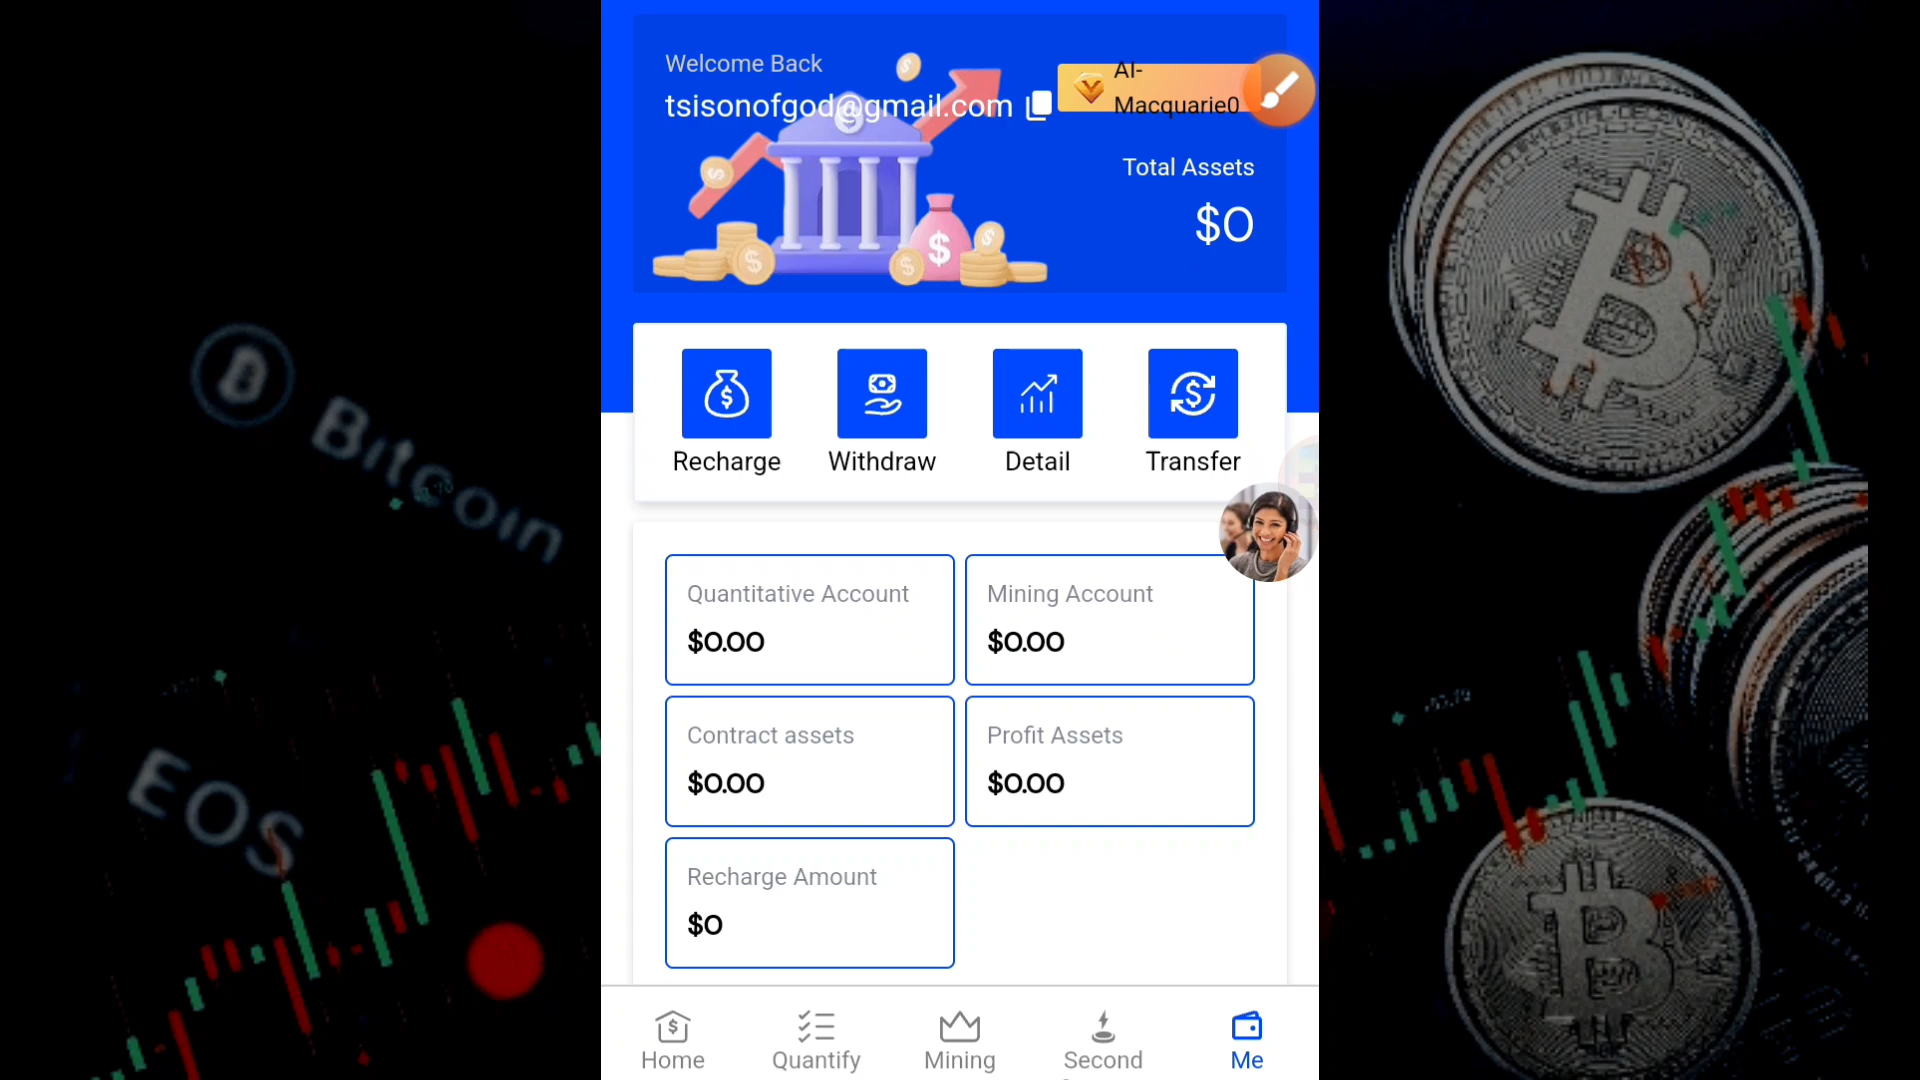 Welcome Back
tsisonofgod@gmail.com
AI-
Macquarie0
Total Assets
$0
Recharge
Withdraw
Detail
Transfer
Quantitative Account
$0.00
Mining Account
$0.00
Contract assets
$0.00
Profit Assets
$0.00
Recharge Amount
$0
Home
Quantify
Mining
Second
Me
Bitcoin
EOS